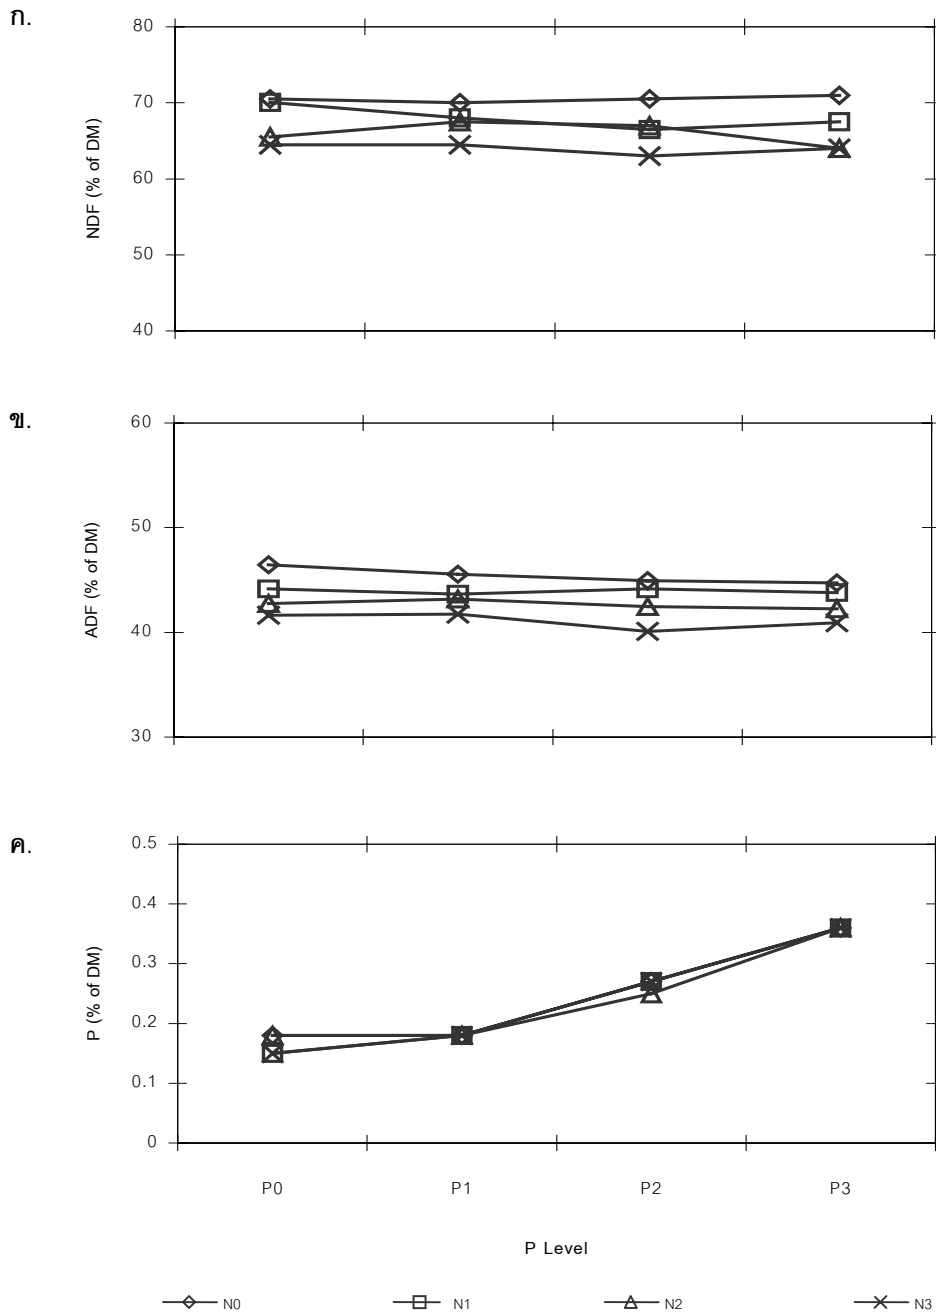 ก.
80
70
60
50
40
NDF (% of DM)
ข.
60
50
40
30
ADF (% of DM)
ค.
0.5
0.4
0.3
0.2
0.1
0
P (% of DM)
P0 P1 P2 P3
P Level
N0 N1 N2 N3